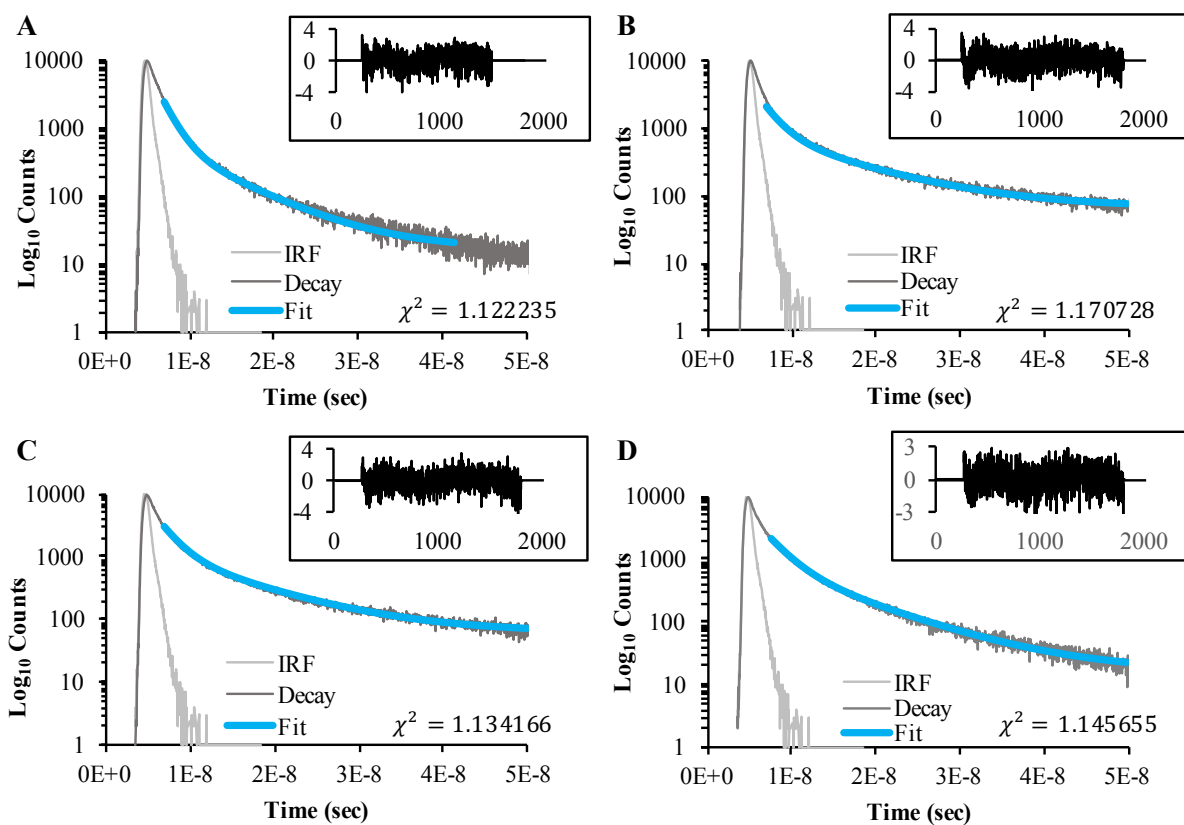 A
4
0
-4
0 1000 2000
10000
1000
100
10
1
Log10 Counts
IRF
Decay
Fit
χ² = 1.122235
0E+0 1E-8 2E-8 3E-8 4E-8 5E-8
Time (sec)
B
4
0
-4
0 1000 2000
10000
1000
100
10
1
Log10 Counts
IRF
Decay
Fit
χ² = 1.170728
0E+0 1E-8 2E-8 3E-8 4E-8 5E-8
Time (sec)
C
4
0
-4
0 1000 2000
10000
1000
100
10
1
Log10 Counts
IRF
Decay
Fit
χ² = 1.134166
0E+0 1E-8 2E-8 3E-8 4E-8 5E-8
Time (sec)
D
3
0
-3
0 1000 2000
10000
1000
100
10
1
Log10 Counts
IRF
Decay
Fit
χ² = 1.145655
0E+0 1E-8 2E-8 3E-8 4E-8 5E-8
Time (sec)